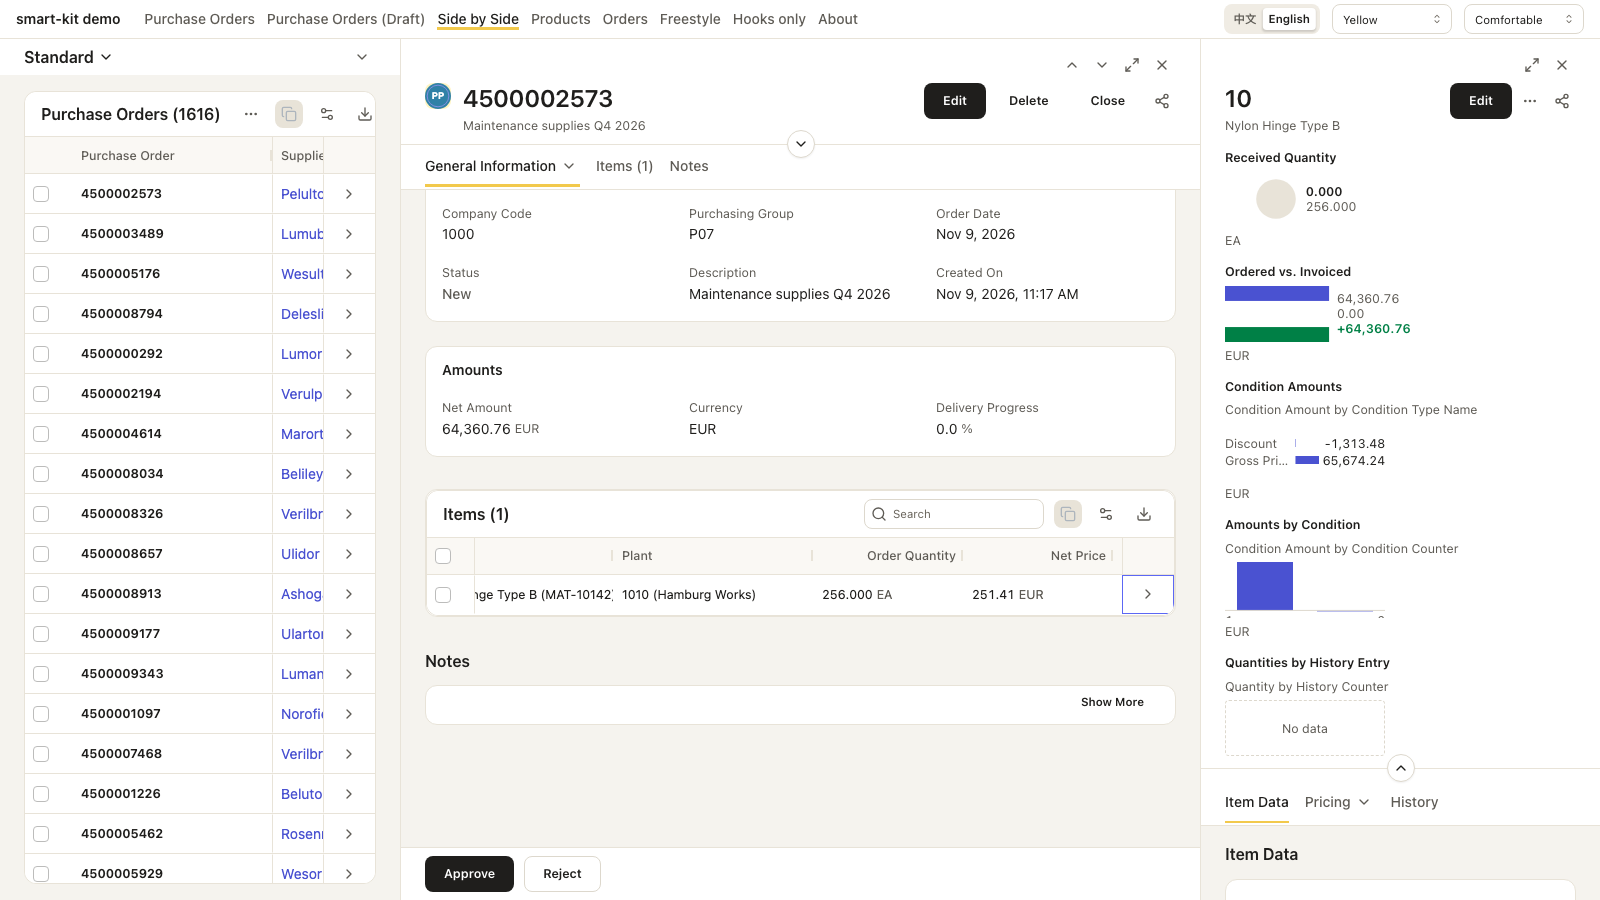 smart-kit demo
Purchase Orders
Purchase Orders (Draft)
Side by Side
Products
Orders
Freestyle
Hooks only
About
中文
English
Yellow
Comfortable
Standard
Purchase Orders (1616)
Purchase Order
4500002573
4500003489
4500005176
4500008794
4500000292
4500002194
4500004614
4500008034
4500008326
4500008657
4500008913
4500009177
4500009343
4500001097
4500007468
4500001226
4500005462
4500005929
PP
4500002573
Maintenance supplies Q4 2026
Edit
Delete
Close
General Information
Items (1)
Notes
Company Code
1000
Purchasing Group
P07
Order Date
Nov 9, 2026
Status
New
Description
Maintenance supplies Q4 2026
Created On
Nov 9, 2026, 11:17 AM
Amounts
Net Amount
64,360.76 EUR
Currency
EUR
Delivery Progress
0.0 %
Items (1)
Search
Plant
Order Quantity
Net Price
Type B (MAT-10142)
1010 (Hamburg Works)
256.000 EA
251.41 EUR
Notes
Show More
Approve
Reject
10
Nylon Hinge Type B
Edit
Received Quantity
0.000
256.000
EA
Ordered vs. Invoiced
64,360.76
0.00
+64,360.76
EUR
Condition Amounts
Condition Amount by Condition Type Name
Discount
-1,313.48
Gross Pri...
65,674.24
EUR
Amounts by Condition
Condition Amount by Condition Counter
EUR
Quantities by History Entry
Quantity by History Counter
No data
Item Data
Pricing
History
Item Data